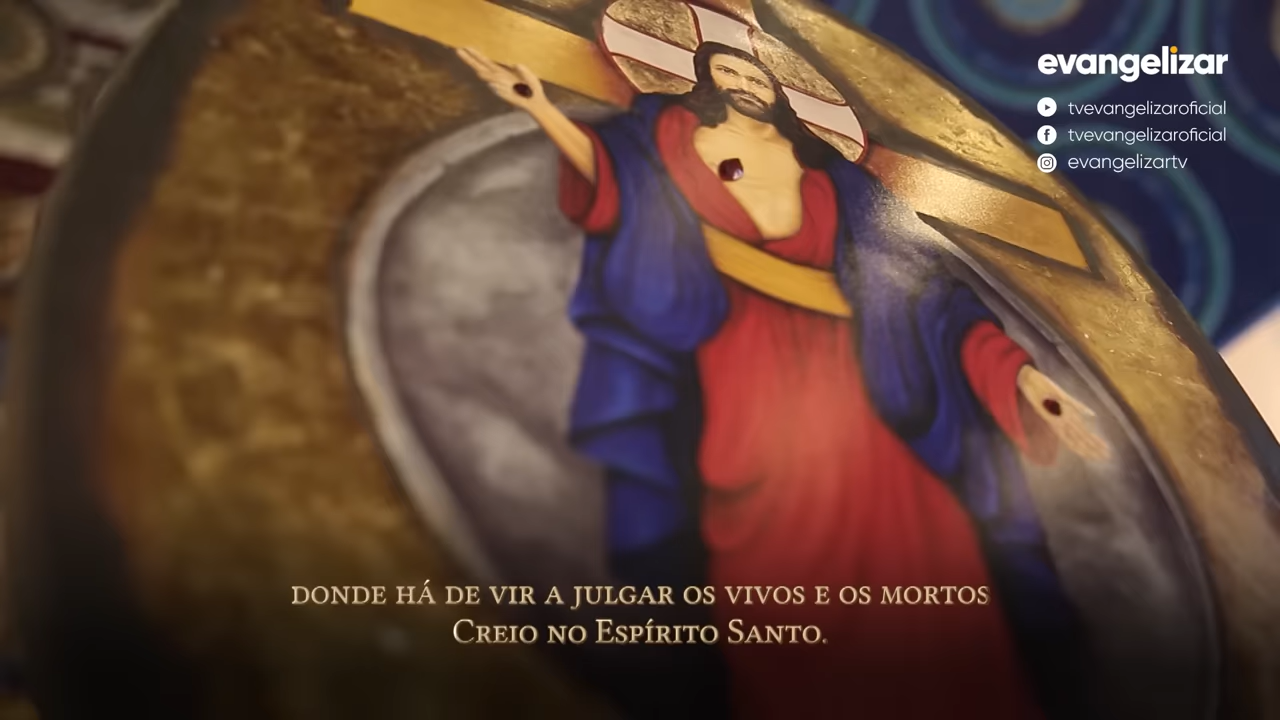 evangelizar
tvevangelizaroficial
tvevangelizaroficial
evangelizartv
DONDE HÁ DE VIR A JULGAR OS VIVOS E OS MORTOS
CREIO NO ESPÍRITO SANTO.